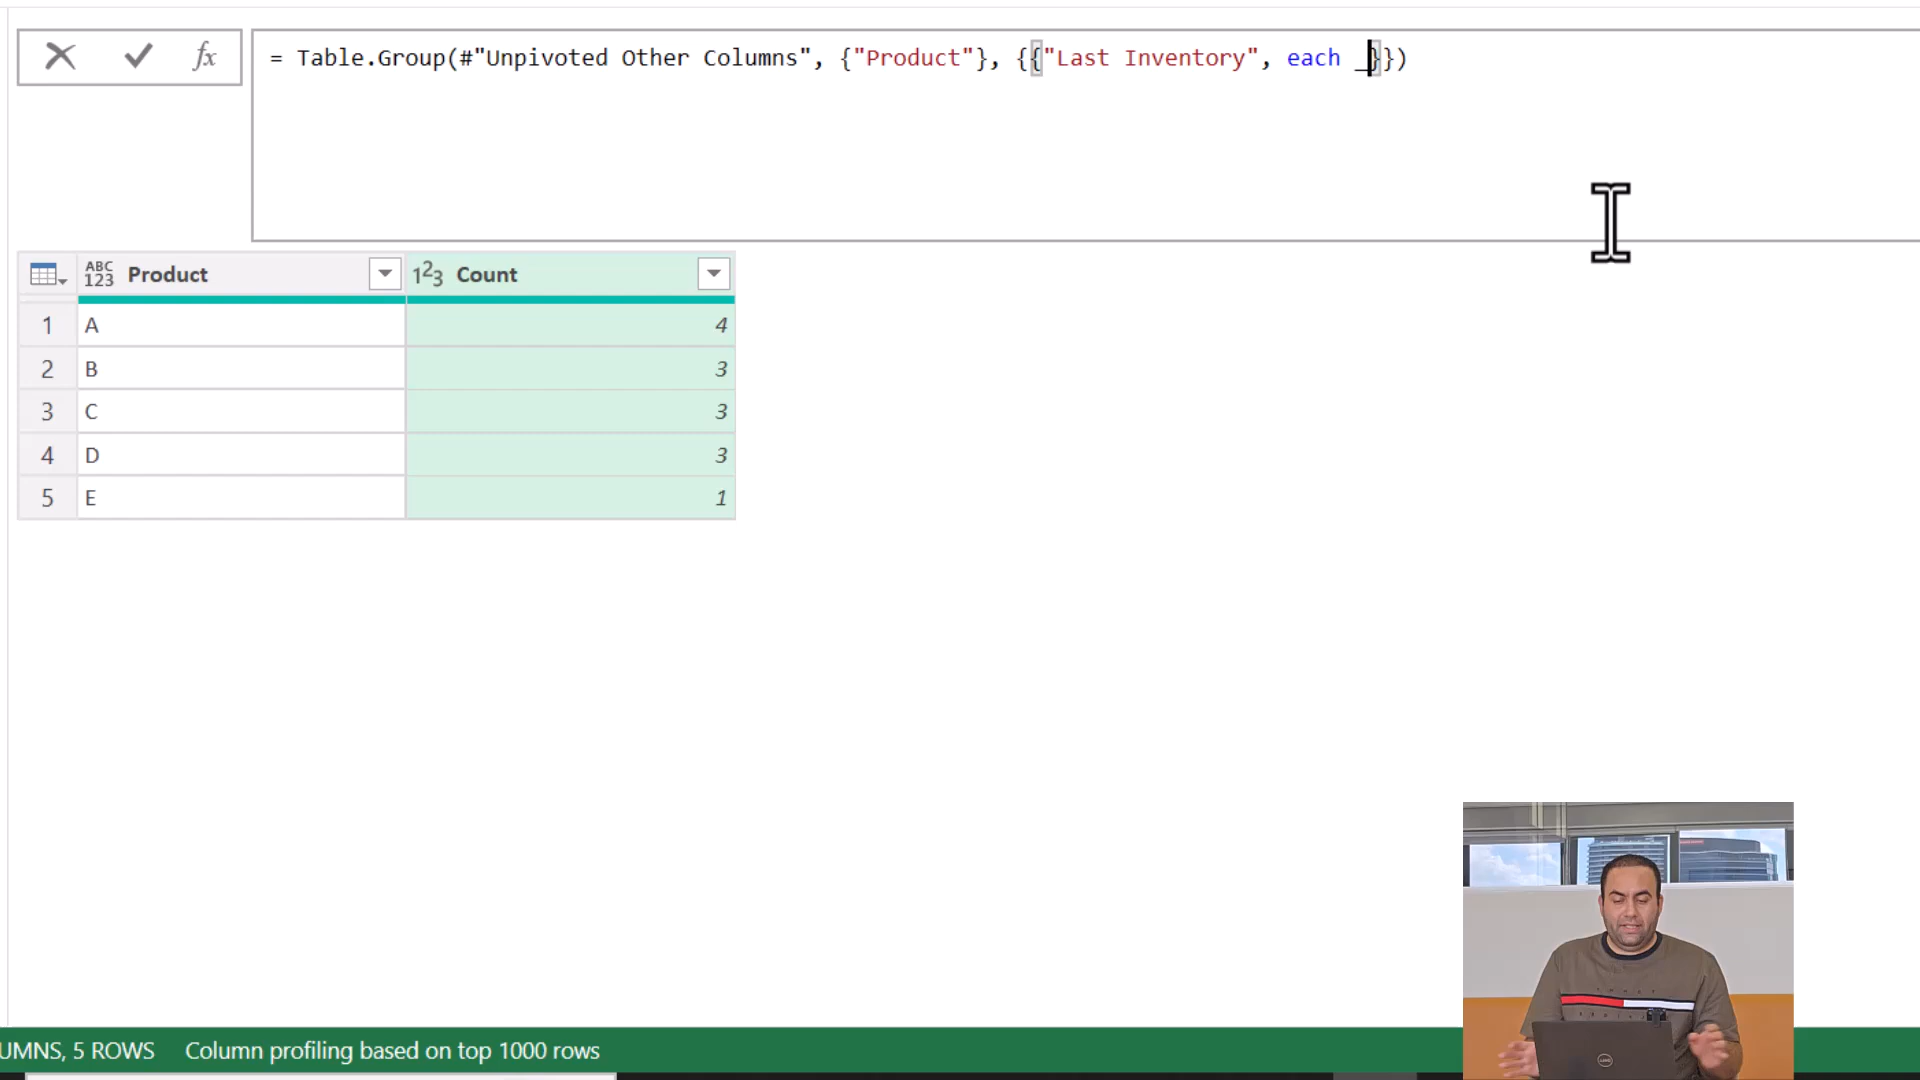 fx = Table.Group(#"Unpivoted Other Columns", {"Product"}, {{"Last Inventory", each _}})
ABC 123 Product 123 Count
1 A 4
2 B 3
3 C 3
4 D 3
5 E 1
UMNS, 5 ROWS Column profiling based on top 1000 rows